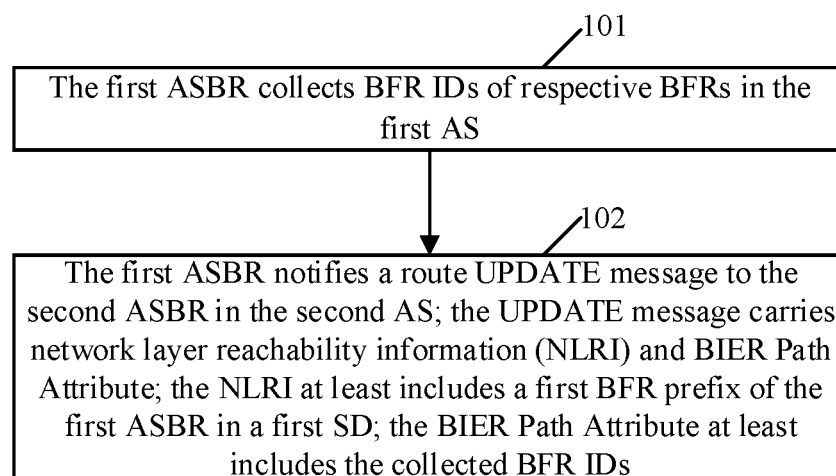 101
The first ASBR collects BFR IDs of respective BFRs in the
first AS
102
The first ASBR notifies a route UPDATE message to the
second ASBR in the second AS; the UPDATE message carries
network layer reachability information (NLRI) and BIER Path
Attribute; the NLRI at least includes a first BFR prefix of the
first ASBR in a first SD; the BIER Path Attribute at least
includes the collected BFR IDs